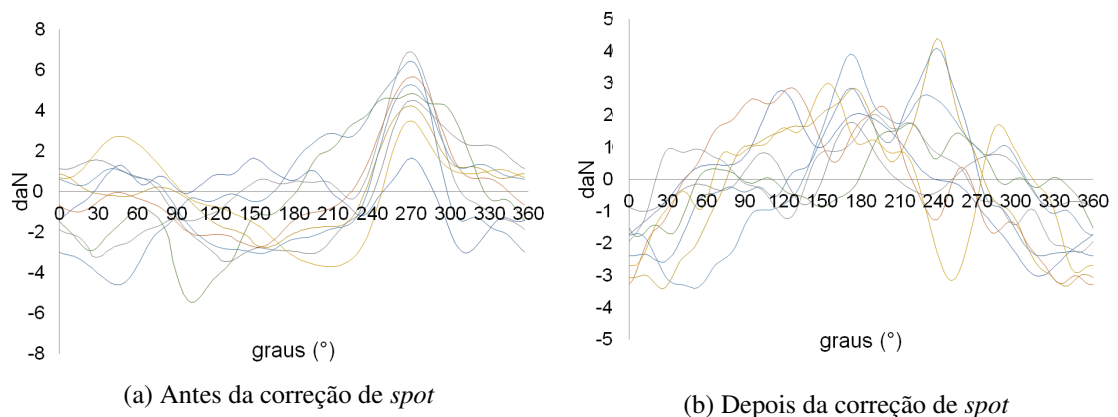 8
6
4
2
0
-2
-4
-6
-8
daN
0 30 60 90 120 150 180 210 240 270 300 330 360
graus (°)
(a) Antes da correção de spot
5
4
3
2
1
0
-1
-2
-3
-4
-5
daN
0 30 60 90 120 150 180 210 240 270 300 330 360
graus (°)
(b) Depois da correção de spot